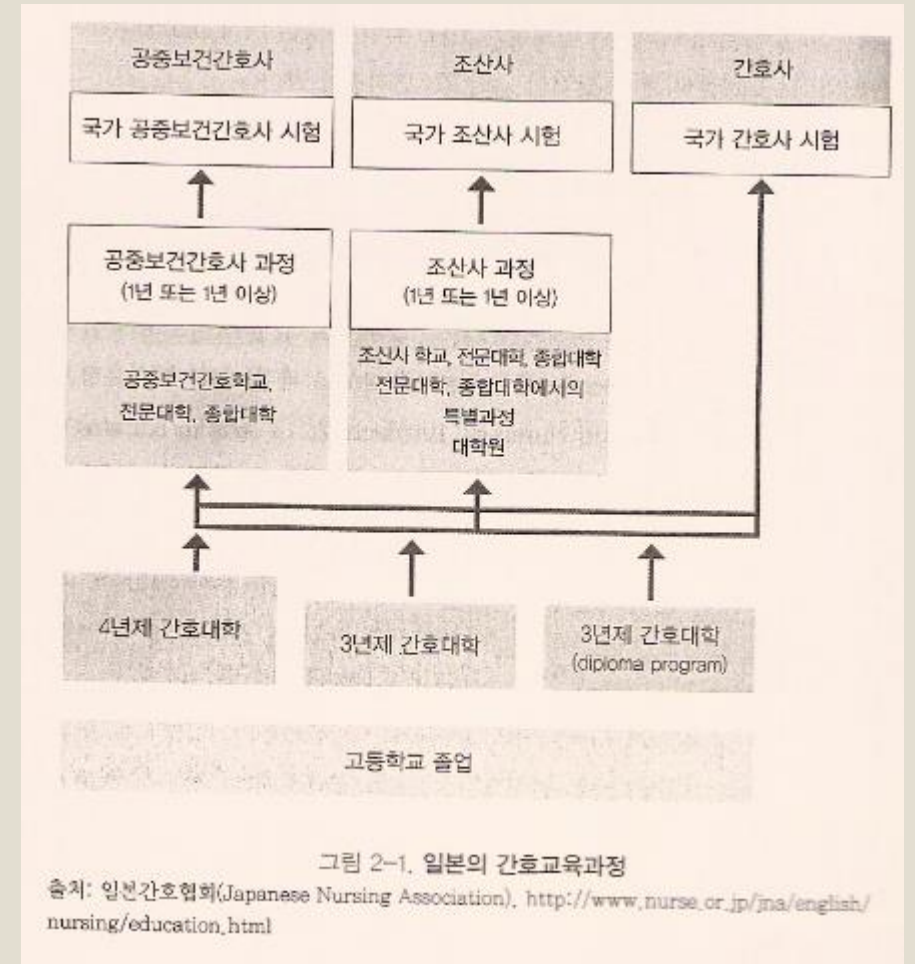 공중보건간호사
조산사
간호사
국가 공중보건간호사 시험
국가 조산사 시험
국가 간호사 시험
공중보건간호사 과정
(1년 또는 1년 이상)
조산사 과정
(1년 또는 1년 이상)
공중보건간호학교,
전문대학, 종합대학
조산사 학교, 전문대학, 종합대학
전문대학, 종합대학에서의
특별과정
대학원
4년제 간호대학
3년제 간호대학
3년제 간호대학
(diploma program)
고등학교 졸업
그림 2-1. 일본의 간호교육과정
출처: 일본간호협회(Japanese Nursing Association), http://www.nurse.or.jp/jna/english/
nursing/education.html